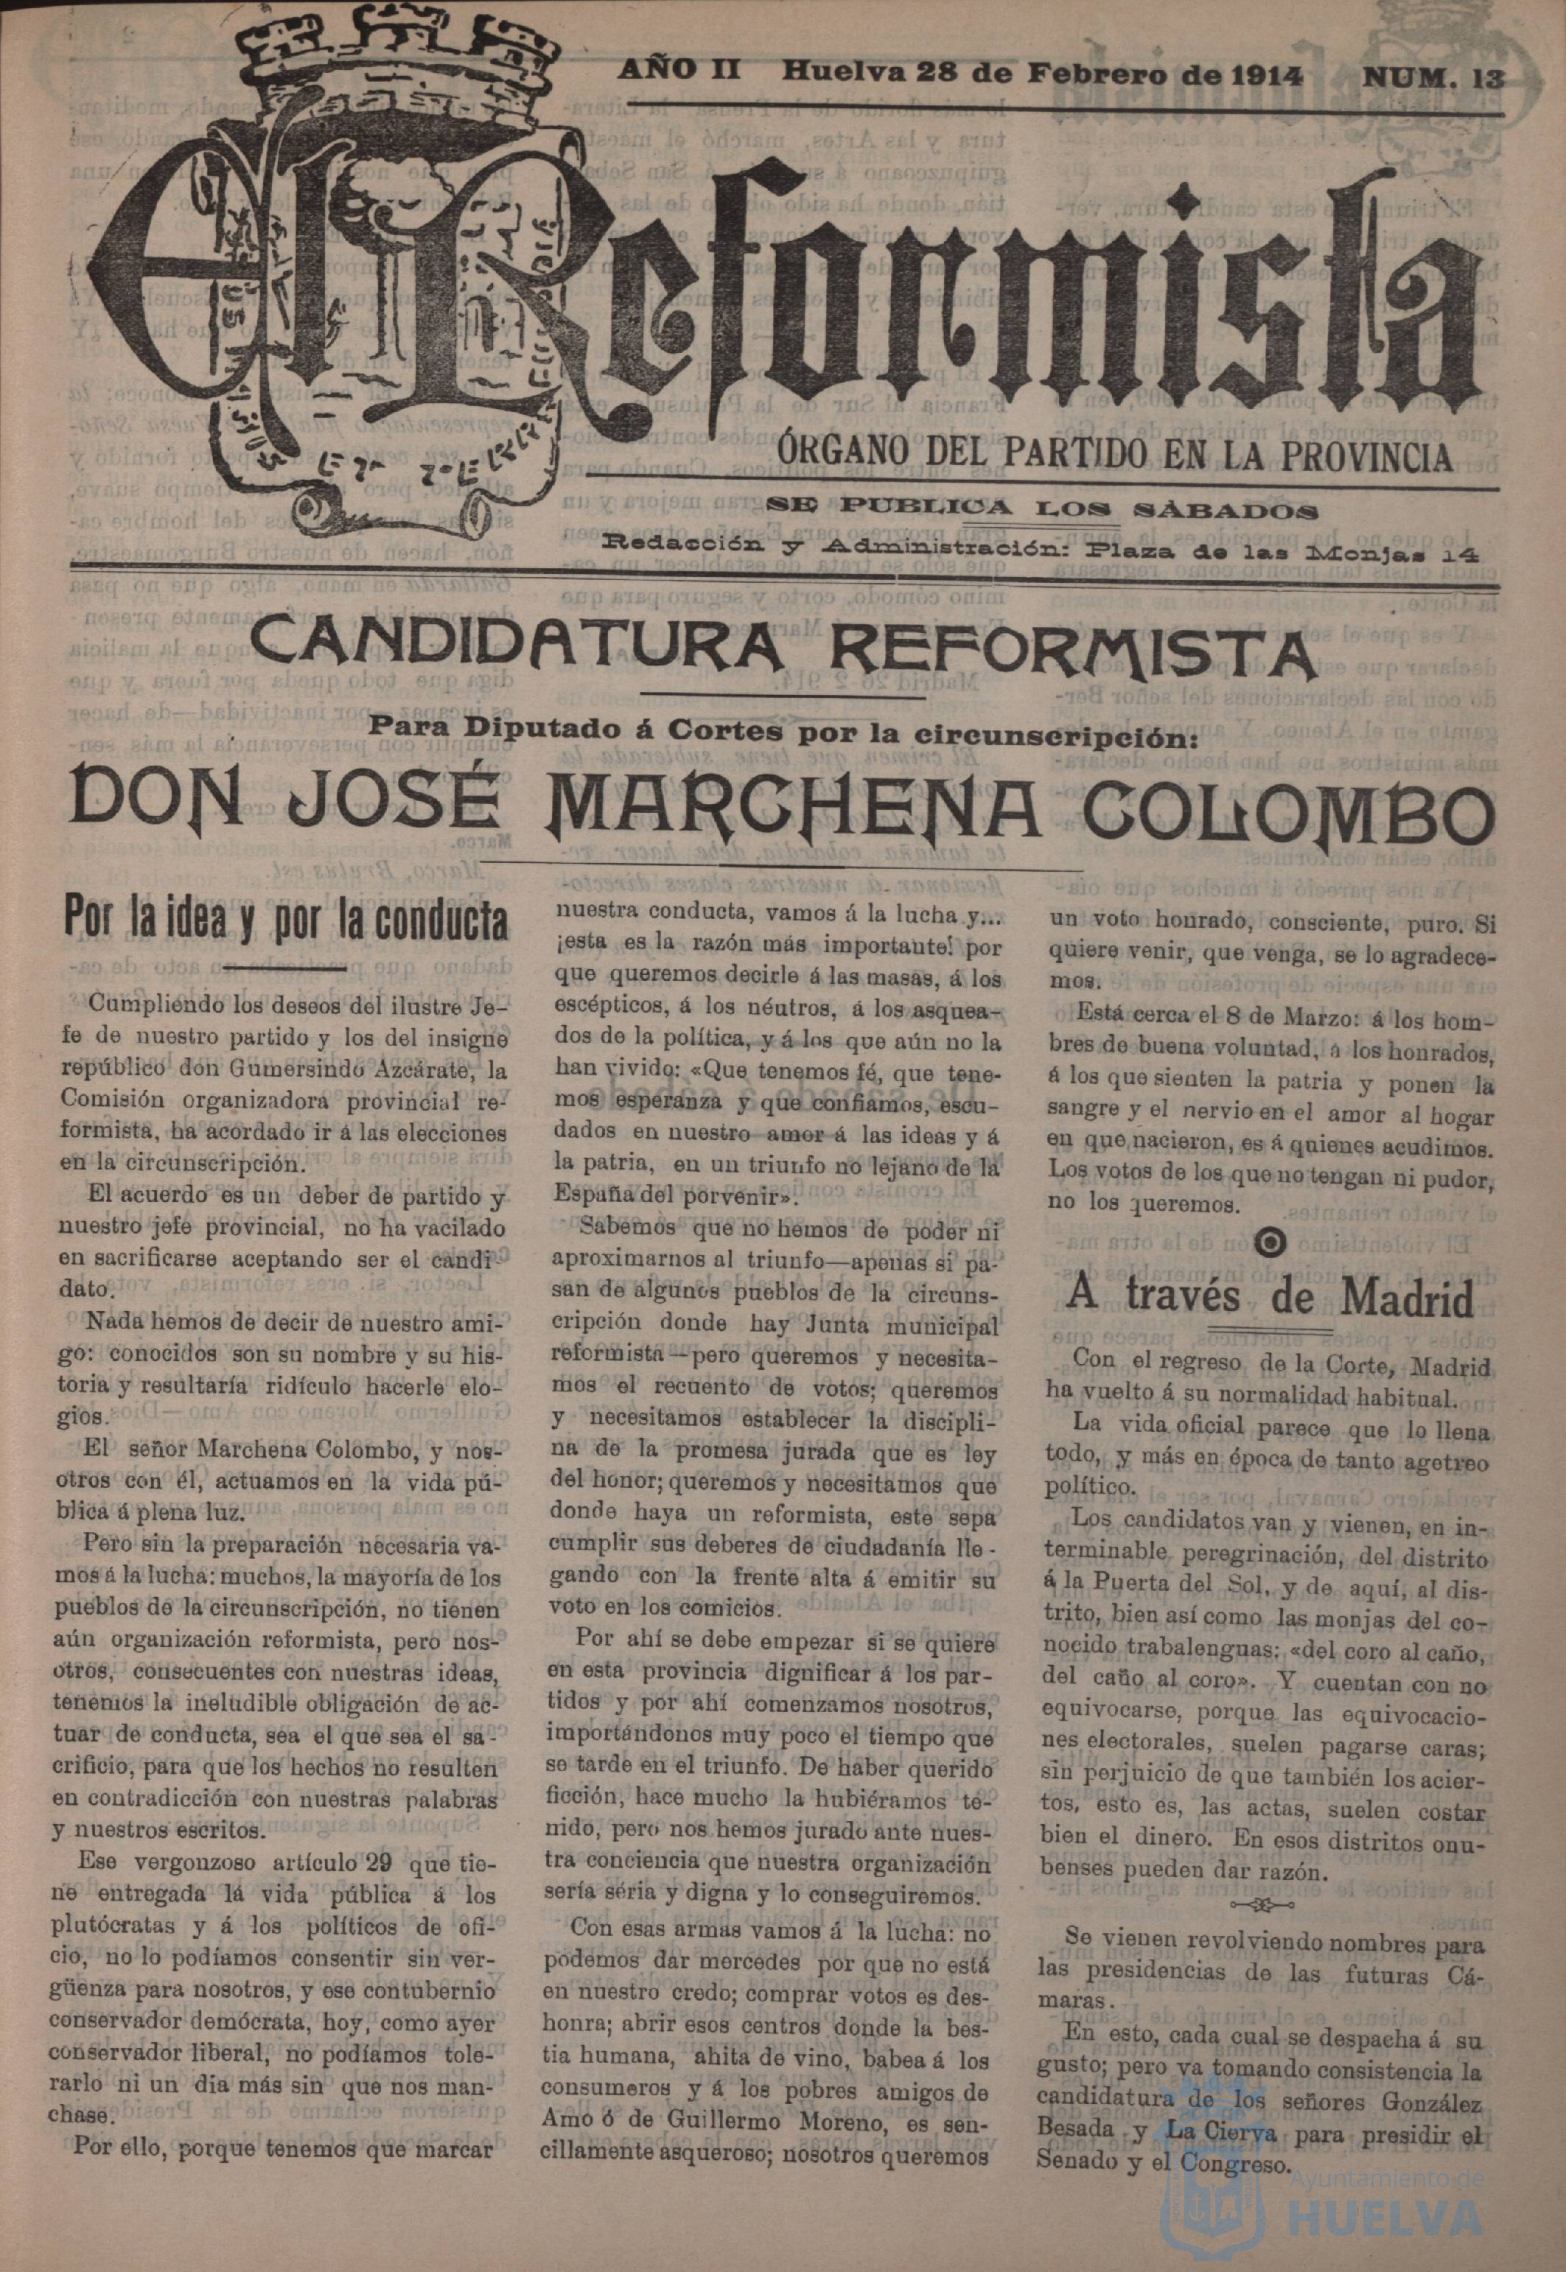 AÑO II Huelva 28 de Febrero de 1914 NUM. 13
El Reformista
ÓRGANO DEL PARTIDO EN LA PROVINCIA
SE PUBLICA LOS SÁBADOS
Redacción y Administración: Plaza de las Monjas 14
CANDIDATURA REFORMISTA
Para Diputado á Cortes por la circunscripción:
DON JOSÉ MARCHENA COLOMBO
Por la idea y por la conducta
Cumpliendo los deseos del ilustre Je-
fe de nuestro partido y los del insigne
repúblico don Gumersindo Azcárate, la
Comisión organizadora provincial re-
formista, ha acordado ir á las elecciones
en la circunscripción.
El acuerdo es un deber de partido y
nuestro jefe provincial, no ha vacilado
en sacrificarse aceptando ser el candi-
dato.
Nada hemos de decir de nuestro ami-
go: conocidos son su nombre y su his-
toria y resultaría ridículo hacerle elo-
gios.
El señor Marchena Colombo, y nos-
otros con él, actuamos en la vida pú-
blica á plena luz.
Pero sin la preparación necesaria va-
mos á la lucha: muchos, la mayoría de los
pueblos de la circunscripción, no tienen
aún organización reformista, pero nos-
otros, consecuentes con nuestras ideas,
tenemos la ineludible obligación de ac-
tuar de conducta, sea el que sea el sa-
crificio, para que los hechos no resulten
en contradicción con nuestras palabras
y nuestros escritos.
Ese vergonzoso artículo 29 que tie-
ne entregada lá vida pública á los
plutócratas y á los políticos de ofi-
cio, no lo podíamos consentir sin ver-
güenza para nosotros, y ese contubernio
conservador demócrata, hoy, como ayer
conservador liberal, no podíamos tole-
rarlo ni un dia más sin que nos man-
chase.
Por ello, porque tenemos que marcar
nuestra conducta, vamos á la lucha y...
¡esta es la razón más importante! por
que queremos decirle á las masas, á los
escépticos, á los néutros, á los asquea-
dos de la política, y á los que aún no la
han vivido: «Que tenemos fé, que tene-
mos esperanza y que confiamos, escu-
dados en nuestro amor á las ideas y á
la patria, en un triunfo no lejano de la
España del porvenir».
Sabemos que no hemos de poder ni
aproximarnos al triunfo—apenas si pa-
san de algunos pueblos de la circuns-
cripción donde hay Junta municipal
reformista—pero queremos y necesita-
mos el recuento de votos; queremos
y necesitamos establecer la discipli-
na de la promesa jurada que es ley
del honor; queremos y necesitamos que
donde haya un reformista, este sepa
cumplir sus deberes de ciudadanía lle-
gando con la frente alta á emitir su
voto en los comicios.
Por ahí se debe empezar si se quiere
en esta provincia dignificar á los par-
tidos y por ahí comenzamos nosotros,
importándonos muy poco el tiempo que
se tarde en el triunfo. De haber querido
ficción, hace mucho la hubiéramos te-
nido, pero nos hemos jurado ante nues-
tra conciencia que nuestra organización
sería séria y digna y lo conseguiremos.
Con esas armas vamos á la lucha: no
podemos dar mercedes por que no está
en nuestro credo; comprar votos es des-
honra; abrir esos centros donde la bes-
tia humana, ahita de vino, babea á los
consumeros y á los pobres amigos de
Amo ó de Guillermo Moreno, es sen-
cillamente asqueroso; nosotros queremos
un voto honrado, consciente, puro. Si
quiere venir, que venga, se lo agradece-
mos.
Está cerca el 8 de Marzo: á los hom-
bres de buena voluntad, á los honrados,
á los que sienten la patria y ponen la
sangre y el nervio en el amor al hogar
en que nacieron, es á quienes acudimos.
Los votos de los que no tengan ni pudor,
no los queremos.
A través de Madrid
Con el regreso de la Corte, Madrid
ha vuelto á su normalidad habitual.
La vida oficial parece que lo llena
todo, y más en época de tanto agetreo
político.
Los candidatos van y vienen, en in-
terminable peregrinación, del distrito
á la Puerta del Sol, y de aquí, al dis-
trito, bien así como las monjas del co-
nocido trabalenguas: «del coro al caño,
del caño al coro». Y cuentan con no
equivocarse, porque las equivocacio-
nes electorales, suelen pagarse caras;
sin perjuicio de que también los acier-
tos, esto es, las actas, suelen costar
bien el dinero. En esos distritos onu-
benses pueden dar razón.
Se vienen revolviendo nombres para
las presidencias de las futuras Cá-
maras.
En esto, cada cual se despacha á su
gusto; pero va tomando consistencia la
candidatura de los señores González
Besada y La Cierva para presidir el
Senado y el Congreso.
Ayuntamiento de
HUELVA